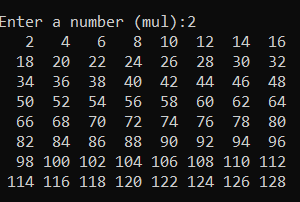 Enter a number (mul):2
2 4 6 8 10 12 14 16
18 20 22 24 26 28 30 32
34 36 38 40 42 44 46 48
50 52 54 56 58 60 62 64
66 68 70 72 74 76 78 80
82 84 86 88 90 92 94 96
98 100 102 104 106 108 110 112
114 116 118 120 122 124 126 128